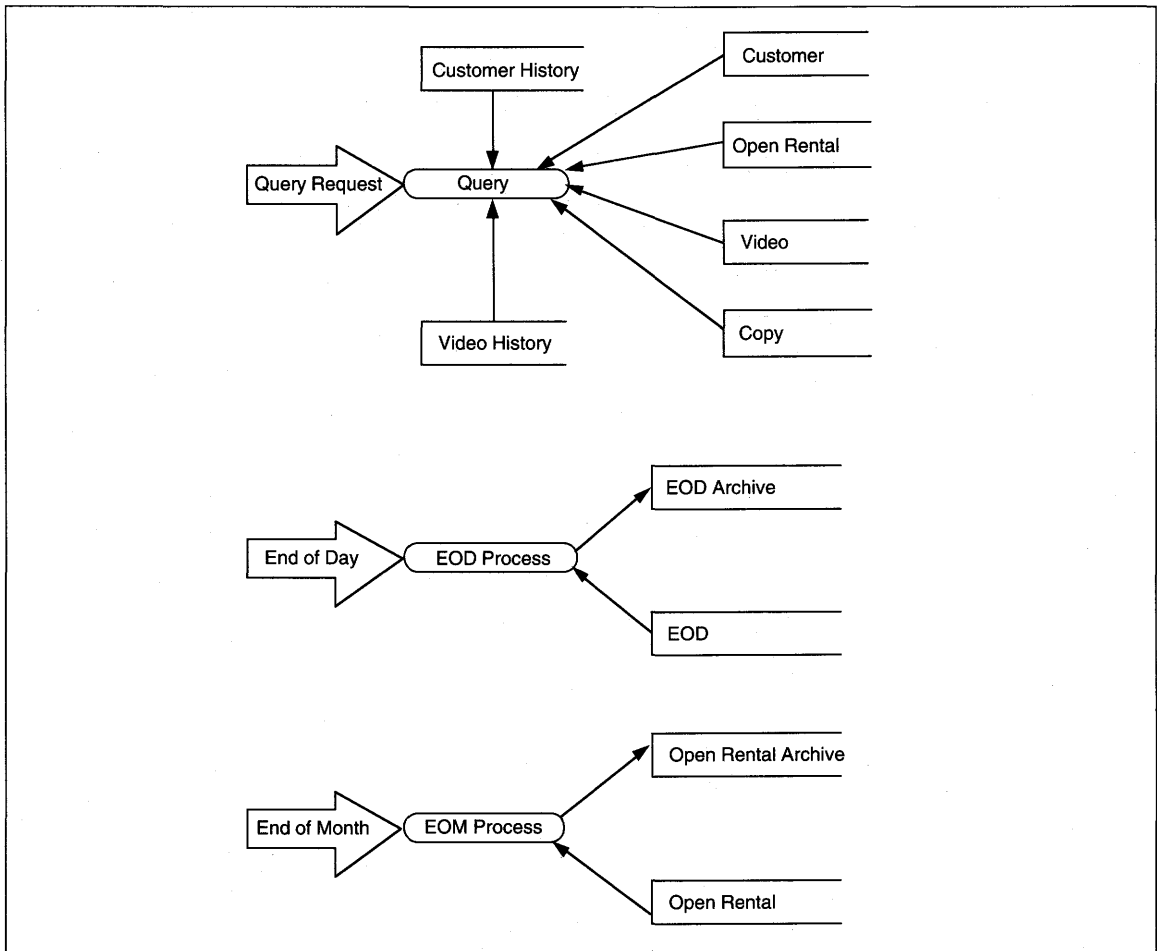 Customer History
Customer
Open Rental
Query Request
Query
Video
Video History
Copy
EOD Archive
End of Day
EOD Process
EOD
Open Rental Archive
End of Month
EOM Process
Open Rental